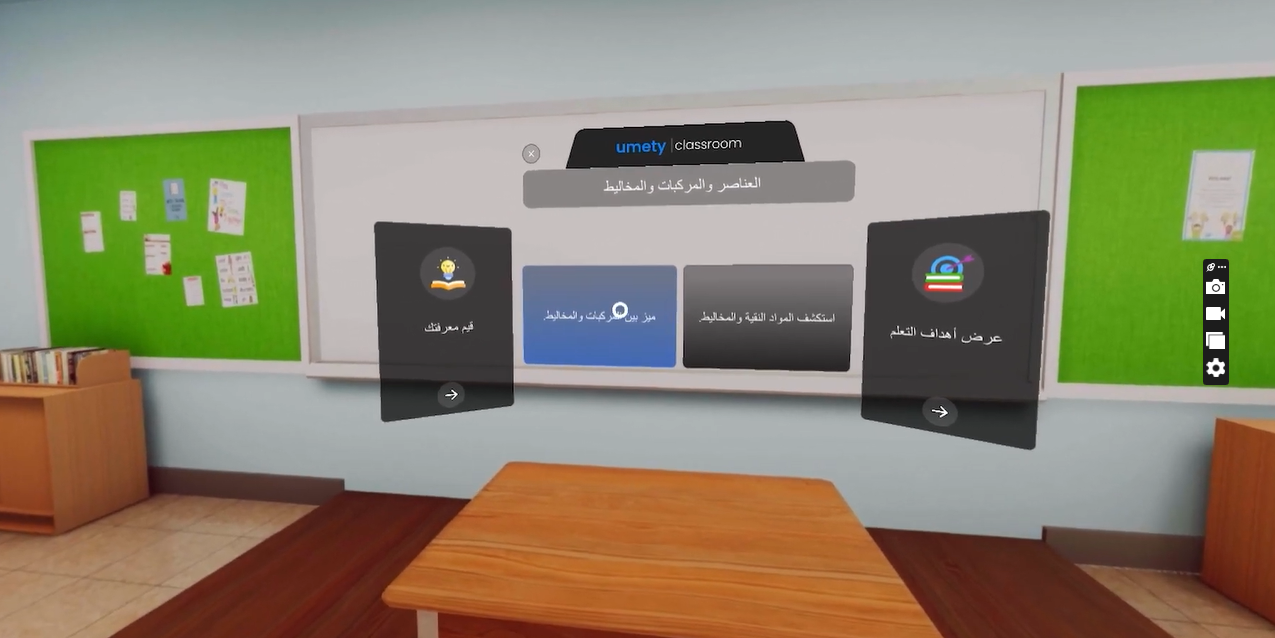 umety classroom
العناصر والمركبات والمخاليط
عرض أهداف التعلم
استكشف المواد النقية والمخاليط.
ميز بين المركبات والمخاليط.
قيم معرفتك